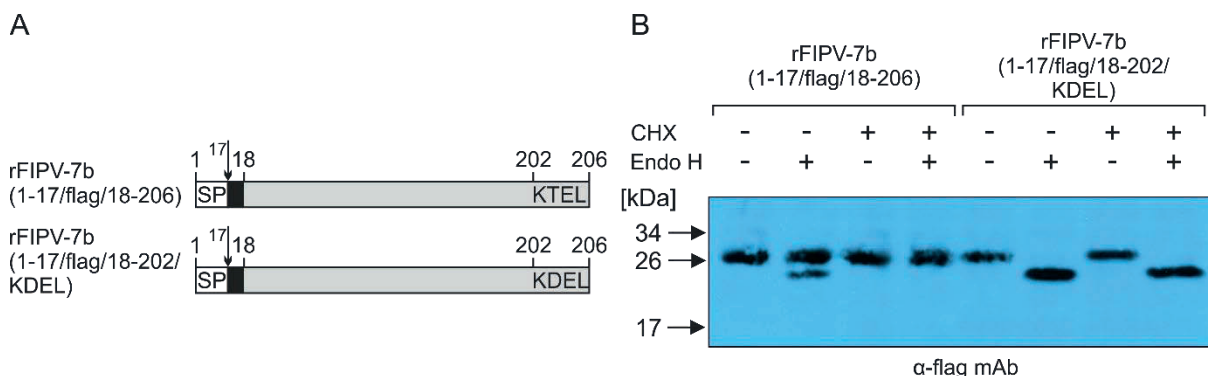 A
rFIPV-7b
(1-17/flag/18-206)
1 17 18 202 206
SP KTEL
rFIPV-7b
(1-17/flag/18-202/
KDEL)
1 17 18 202 206
SP KDEL
B
rFIPV-7b
(1-17/flag/18-206)
rFIPV-7b
(1-17/flag/18-202/
KDEL)
CHX - - + + - - + +
Endo H - + - + - + - +
[kDa]
34
26
17
α-flag mAb